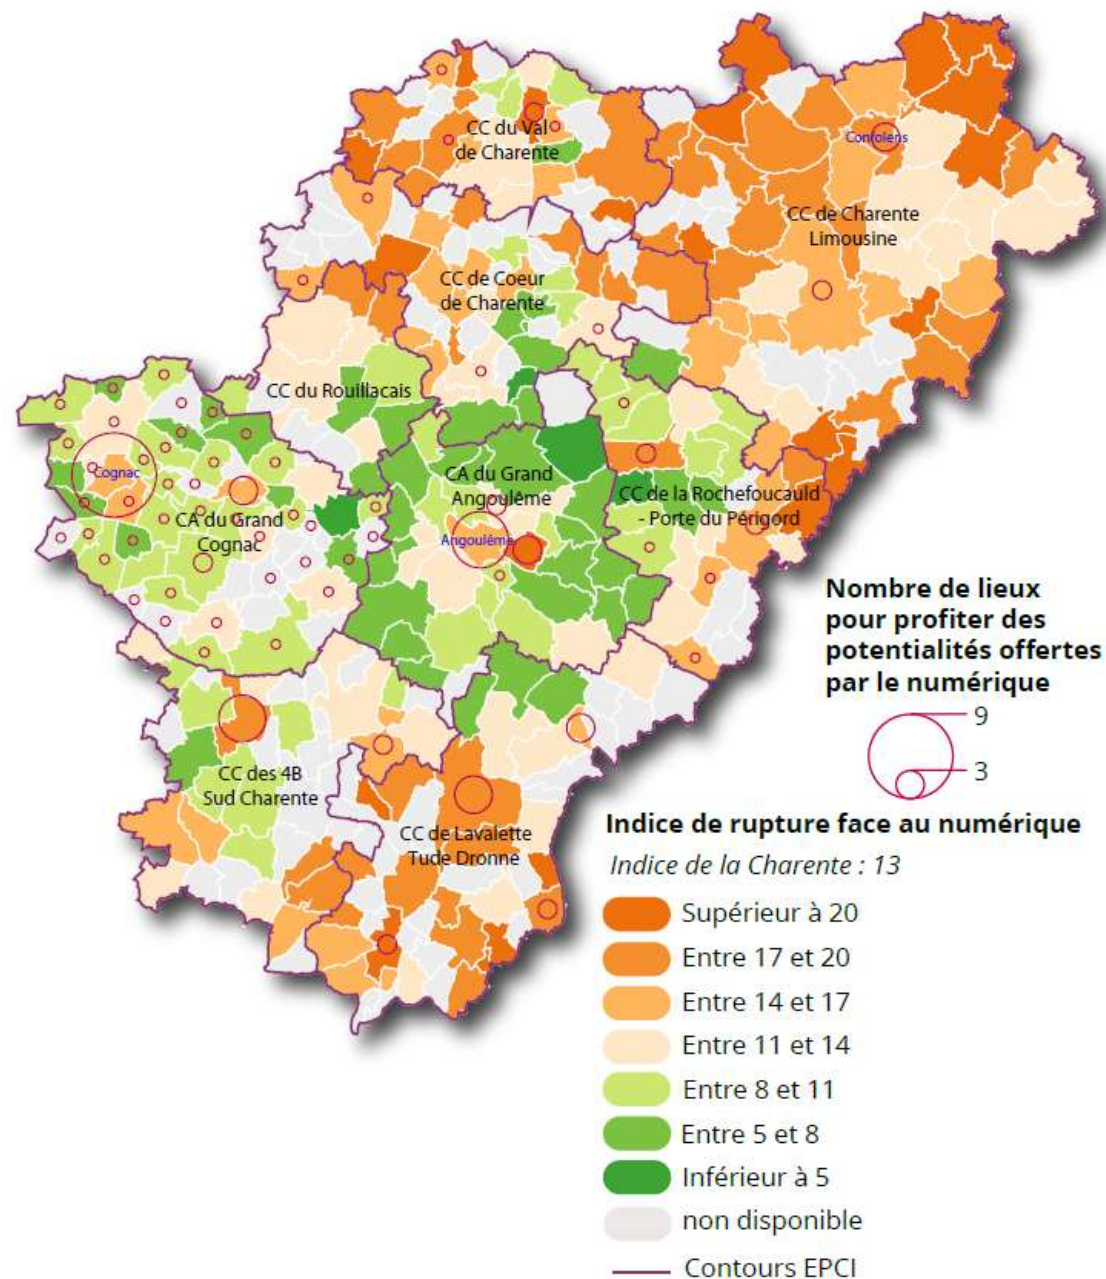 CC du Val
de Charente
Confolens
CC de Charente
Limousine
CC de Coeur
de Charente
CC du Rouillacais
Cognac
CA du Grand
Angoulême
CC de la Rochefoucauld
- Porte du Périgord
CA du Grand
Cognac
Angoulême
CC des 4B
Sud Charente
CC de Lavalette
Tude Dronne
Nombre de lieux
pour profiter des
potentialités offertes
par le numérique
9
3
Indice de rupture face au numérique
Indice de la Charente : 13
Supérieur à 20
Entre 17 et 20
Entre 14 et 17
Entre 11 et 14
Entre 8 et 11
Entre 5 et 8
Inférieur à 5
non disponible
Contours EPCI